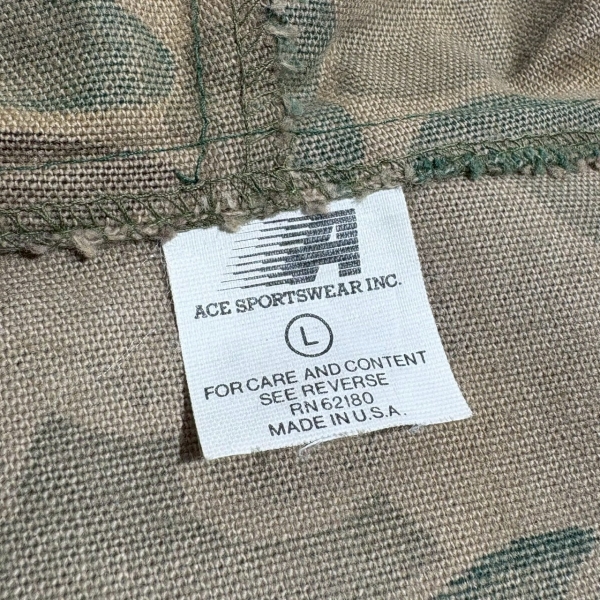 A
ACE SPORTSWEAR INC.
L
FOR CARE AND CONTENT
SEE REVERSE
RN 62180
MADE IN U.S.A.